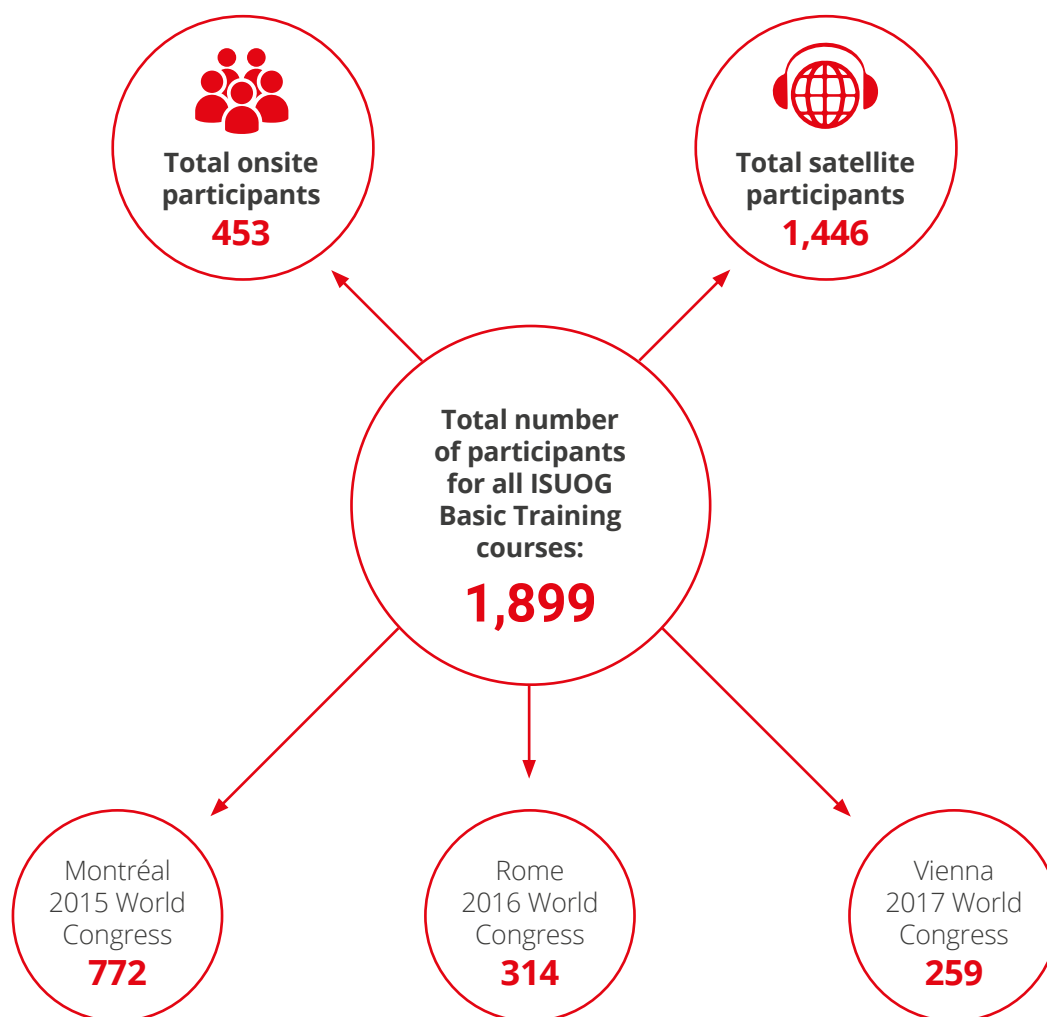 Total onsite
participants
453
Total satellite
participants
1,446
Total number
of participants
for all ISUOG
Basic Training
courses:
1,899
Montréal
2015 World
Congress
772
Rome
2016 World
Congress
314
Vienna
2017 World
Congress
259